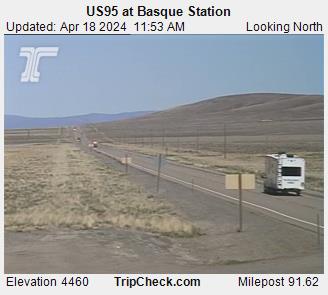 US95 at Basque Station
Updated: Apr 18 2024 11:53 AM Looking North
Elevation 4460 TripCheck.com Milepost 91.62